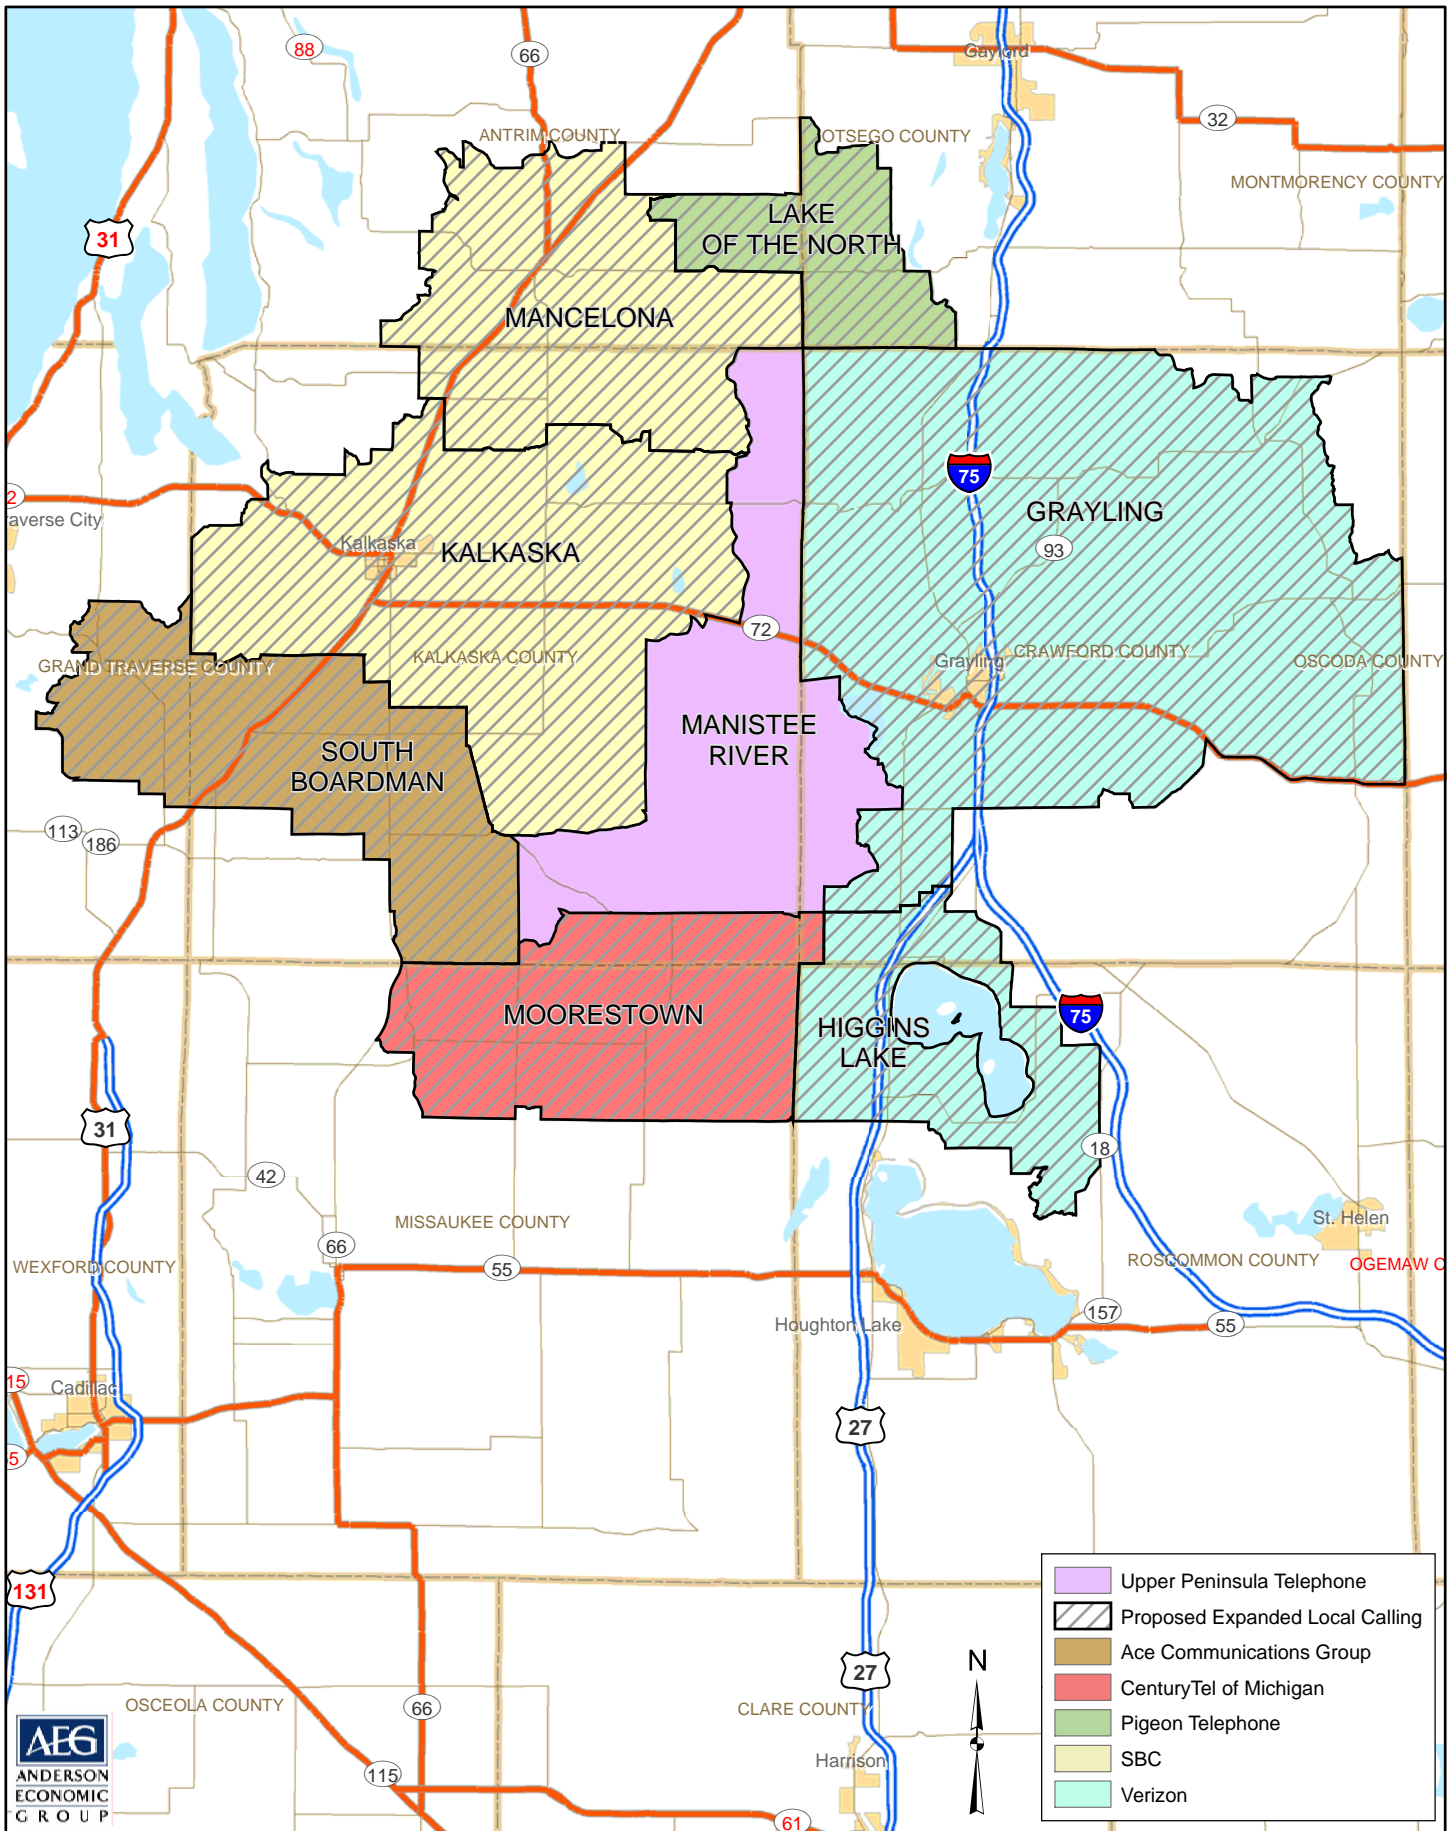 88
66
Gaylord
32
ANTRIM COUNTY
OTSEGO COUNTY
MONTMORENCY COUNTY
31
LAKE
OF THE NORTH
MANCELONA
75
2
averse City
GRAYLING
93
Kalkaska
KALKASKA
72
GRAND TRAVERSE COUNTY
KALKASKA COUNTY
Grayling
CRAWFORD COUNTY
OSCODA COUNTY
MANISTEE
RIVER
SOUTH
BOARDMAN
113
186
MOORESTOWN
HIGGINS
LAKE
75
31
18
42
MISSAUKEE COUNTY
St. Helen
66
55
WEXFORD COUNTY
ROSCOMMON COUNTY
OGEMAW C
157
55
Houghton Lake
15
Cadillac
27
5
131
Upper Peninsula Telephone
Proposed Expanded Local Calling
Ace Communications Group
CenturyTel of Michigan
Pigeon Telephone
SBC
Verizon
27
N
OSCEOLA COUNTY
66
CLARE COUNTY
AEG
ANDERSON
ECONOMIC
GROUP
115
Harrison
61